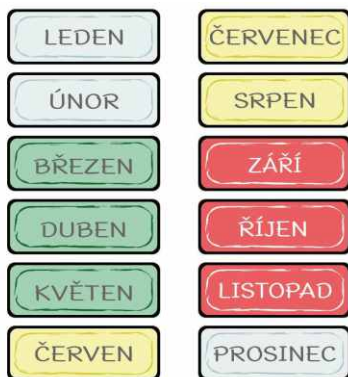 LEDEN
ÚNOR
BŘEZEN
DUBEN
KVĚTEN
ČERVEN
ČERVENEC
SRPEN
ZÁŘÍ
ŘÍJEN
LISTOPAD
PROSINEC